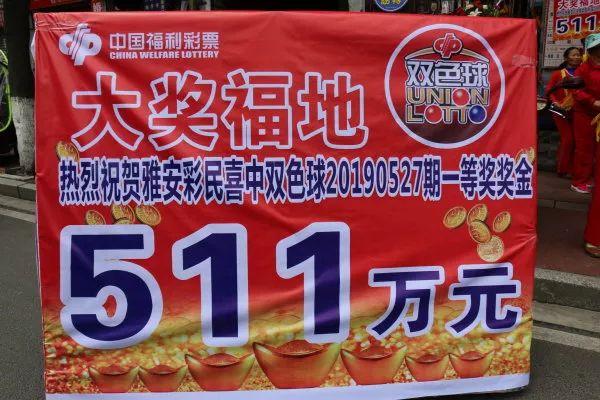 中国福利彩票
CHINA WELFARE LOTTERY
双色球
UNION
LOTTO
大奖福地
热烈祝贺雅安彩民喜中双色球20190527期一等奖奖金
511万元
511